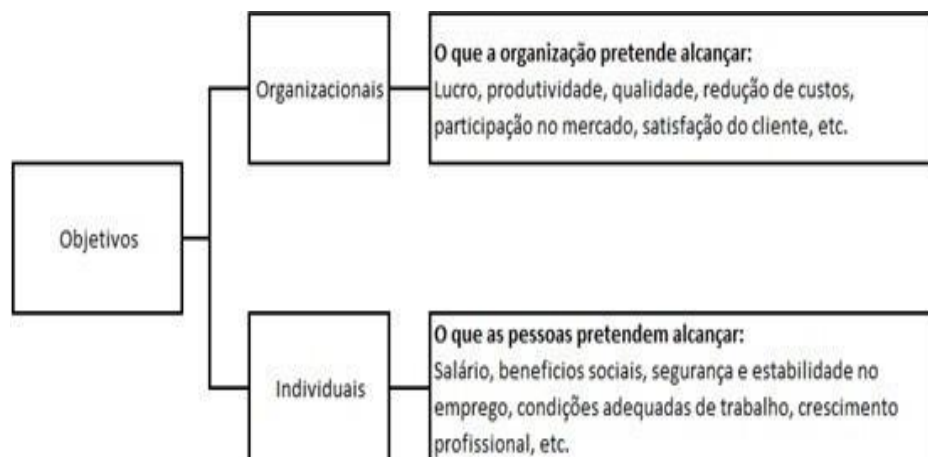 Objetivos
Organizacionais
O que a organização pretende alcançar:
Lucro, produtividade, qualidade, redução de custos,
participação no mercado, satisfação do cliente, etc.
Individuais
O que as pessoas pretendem alcançar:
Salário, beneficios sociais, segurança e estabilidade no
emprego, condições adequadas de trabalho, crescimento
profissional, etc.